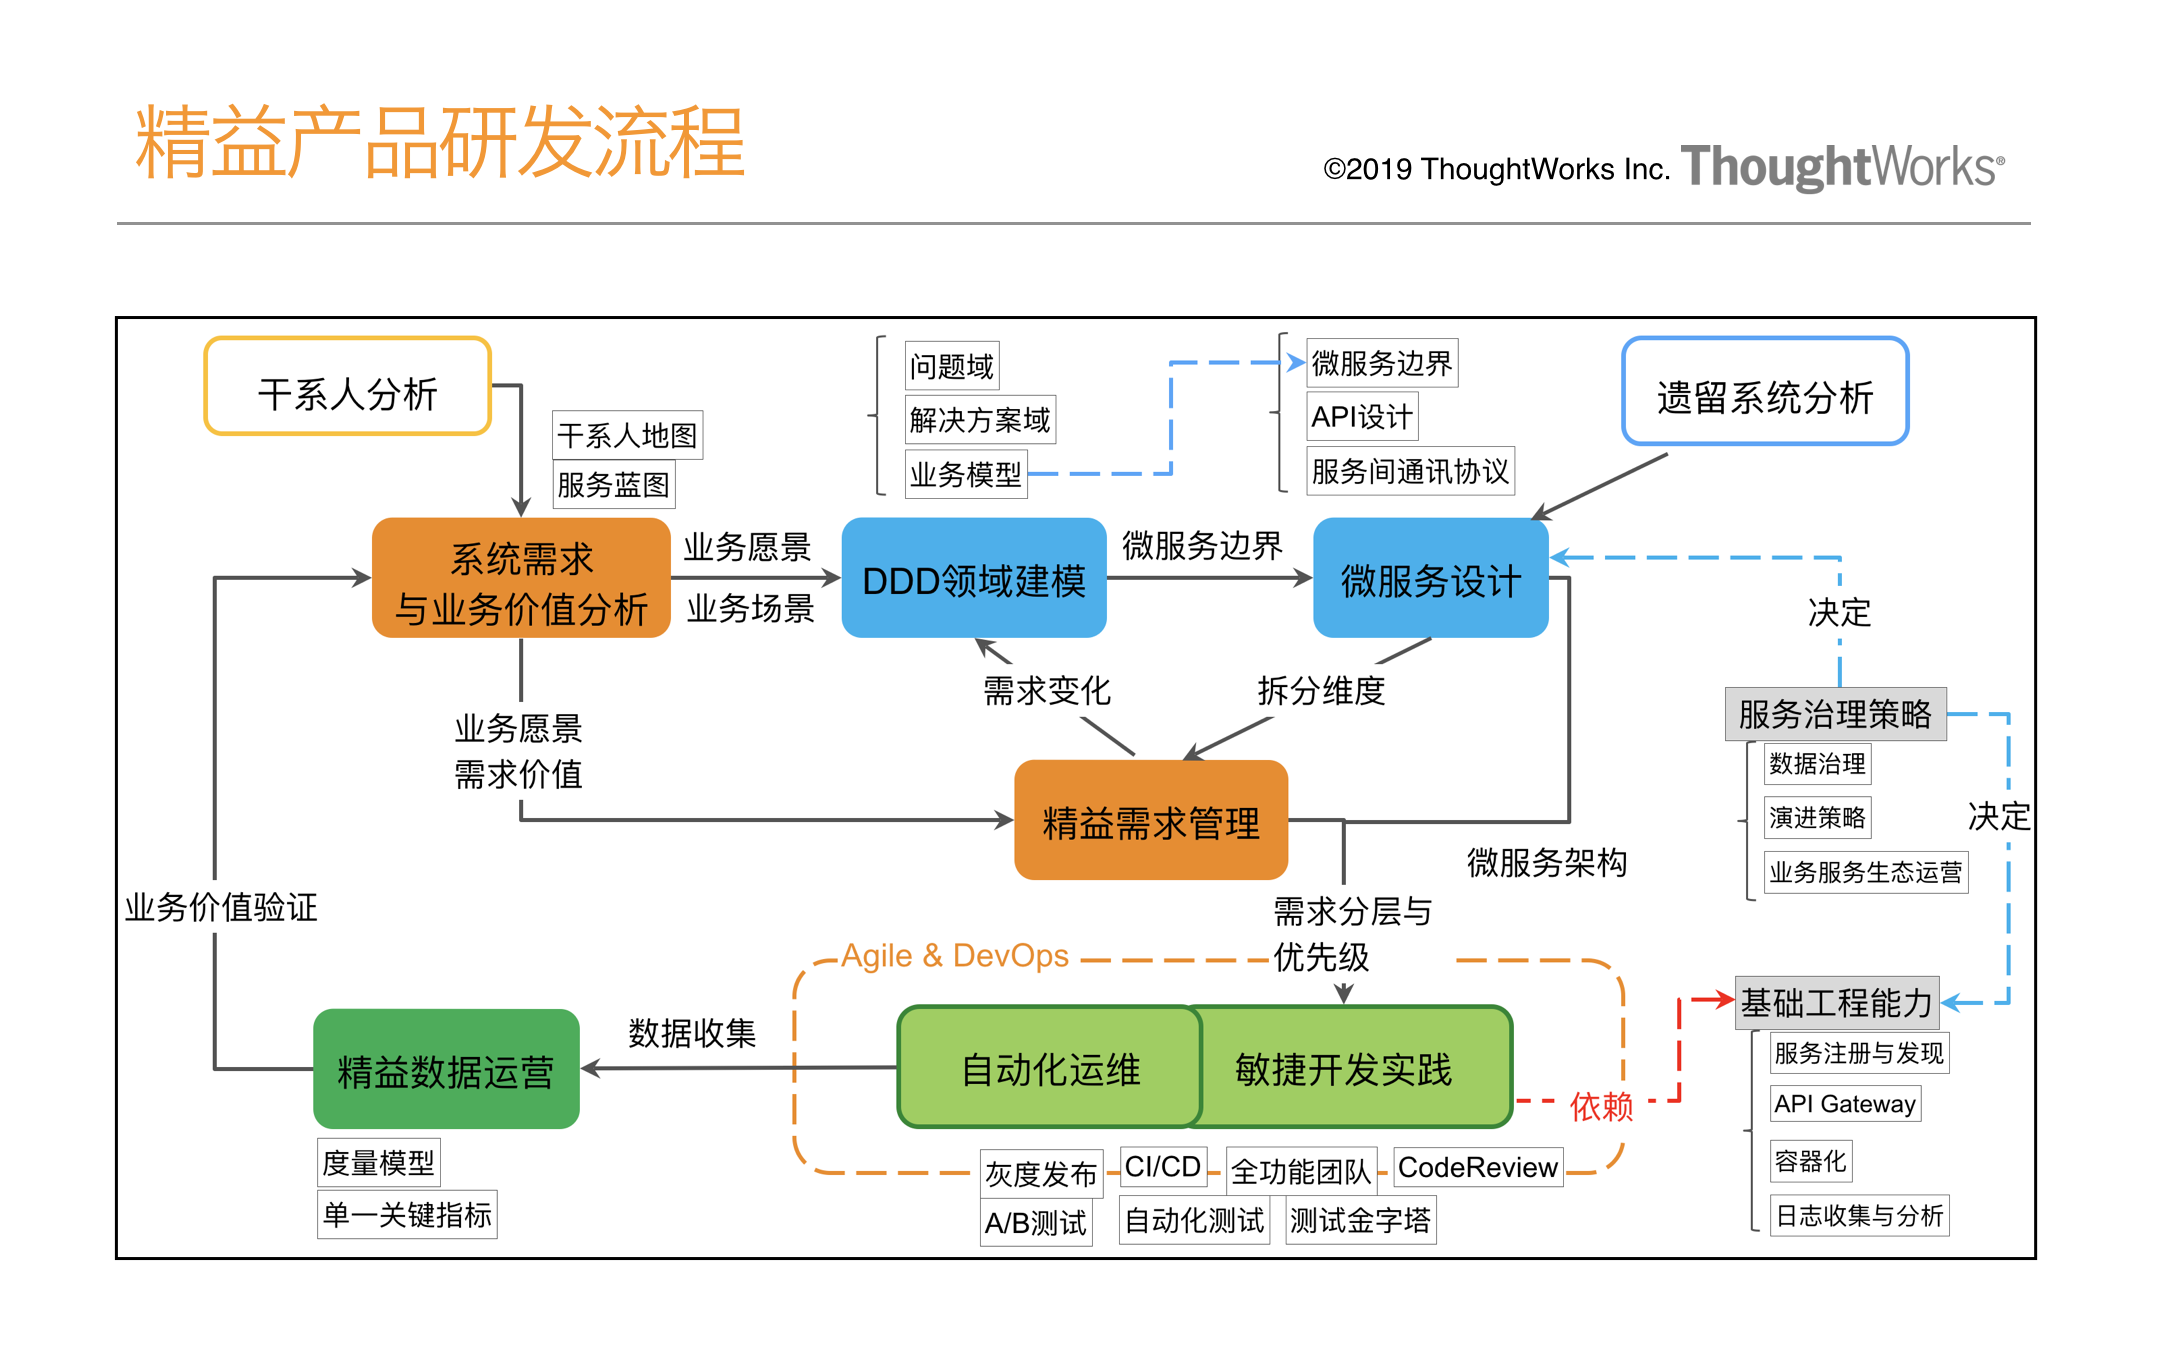 精益产品研发流程
©2019 ThoughtWorks Inc. ThoughtWorks®
干系人分析
干系人地图
服务蓝图
问题域
解决方案域
业务模型
微服务边界
API设计
服务间通讯协议
遗留系统分析
系统需求
与业务价值分析
业务愿景
业务场景
DDD领域建模
微服务边界
微服务设计
决定
需求变化
拆分维度
业务愿景
需求价值
服务治理策略
数据治理
演进策略
业务服务生态运营
决定
精益需求管理
微服务架构
业务价值验证
需求分层与
优先级
Agile & DevOps
基础工程能力
服务注册与发现
API Gateway
容器化
日志收集与分析
精益数据运营
数据收集
自动化运维
敏捷开发实践
依赖
度量模型
单一关键指标
灰度发布
CI/CD
全功能团队
CodeReview
A/B测试
自动化测试
测试金字塔